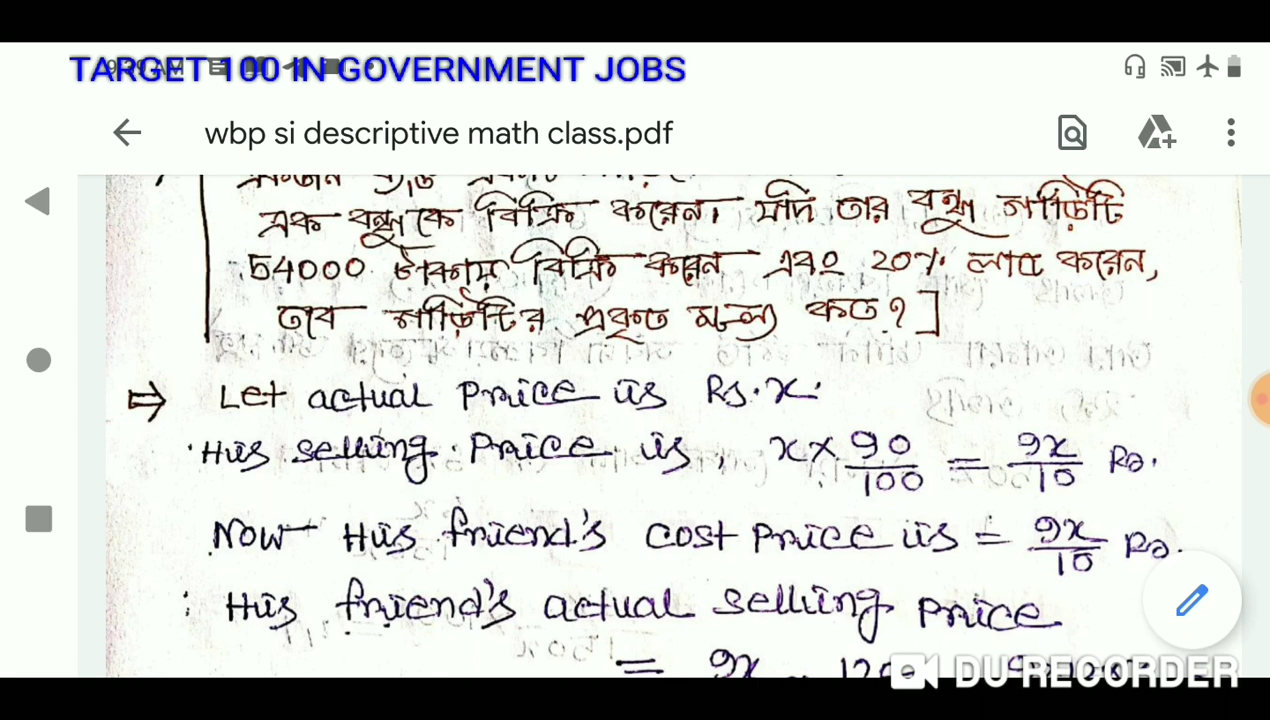 TARGET 100 IN GOVERNMENT JOBS
wbp si descriptive math class.pdf
এক বন্ধুকে বিক্রি করেন। যদি তার বন্ধু গাড়িটি
54000 টাকায় বিক্রি করেন এবং 20% লাভ করেন,
তবে গাড়িটির প্রকৃত মূল্য কত?]
⇒ Let actual Price is Rs. x.
His selling Price is, x × 90/100 = 9x/10 Rs.
Now His friend's cost price is = 9x/10 Rs.
: His friend's actual selling price
= 9x
DU RECORDER